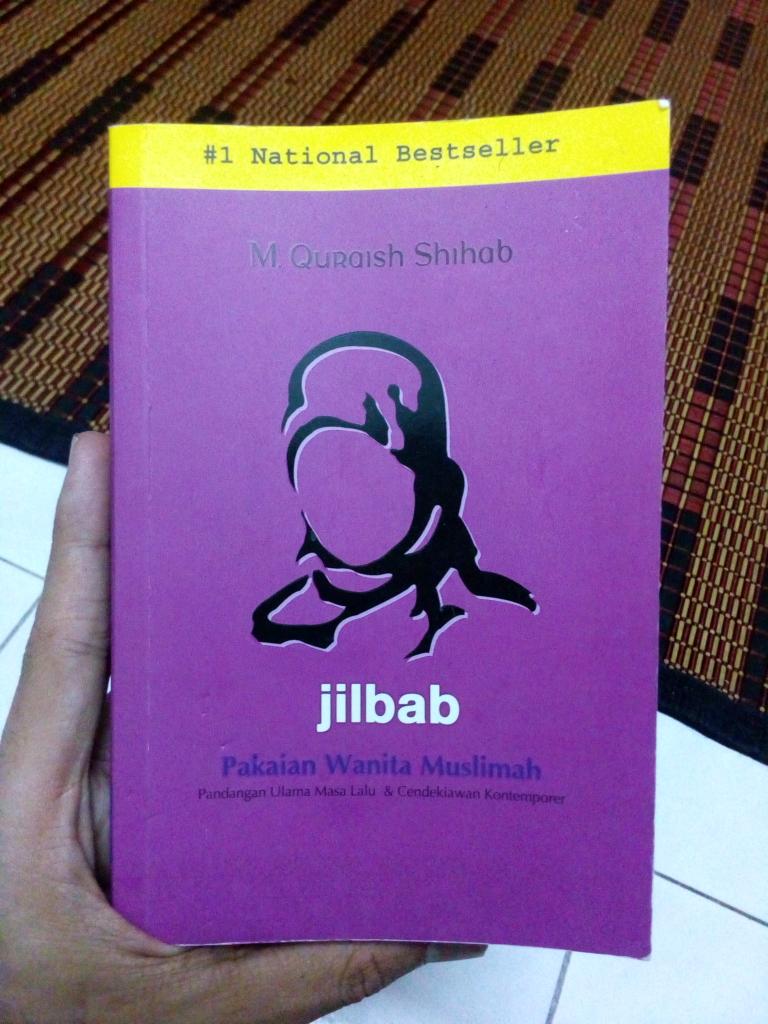 #1 National Bestseller
M. Quraish Shihab
jilbab
Pakaian Wanita Muslimah
Pandangan Ulama Masa Lalu & Cendekiawan Kontemporer